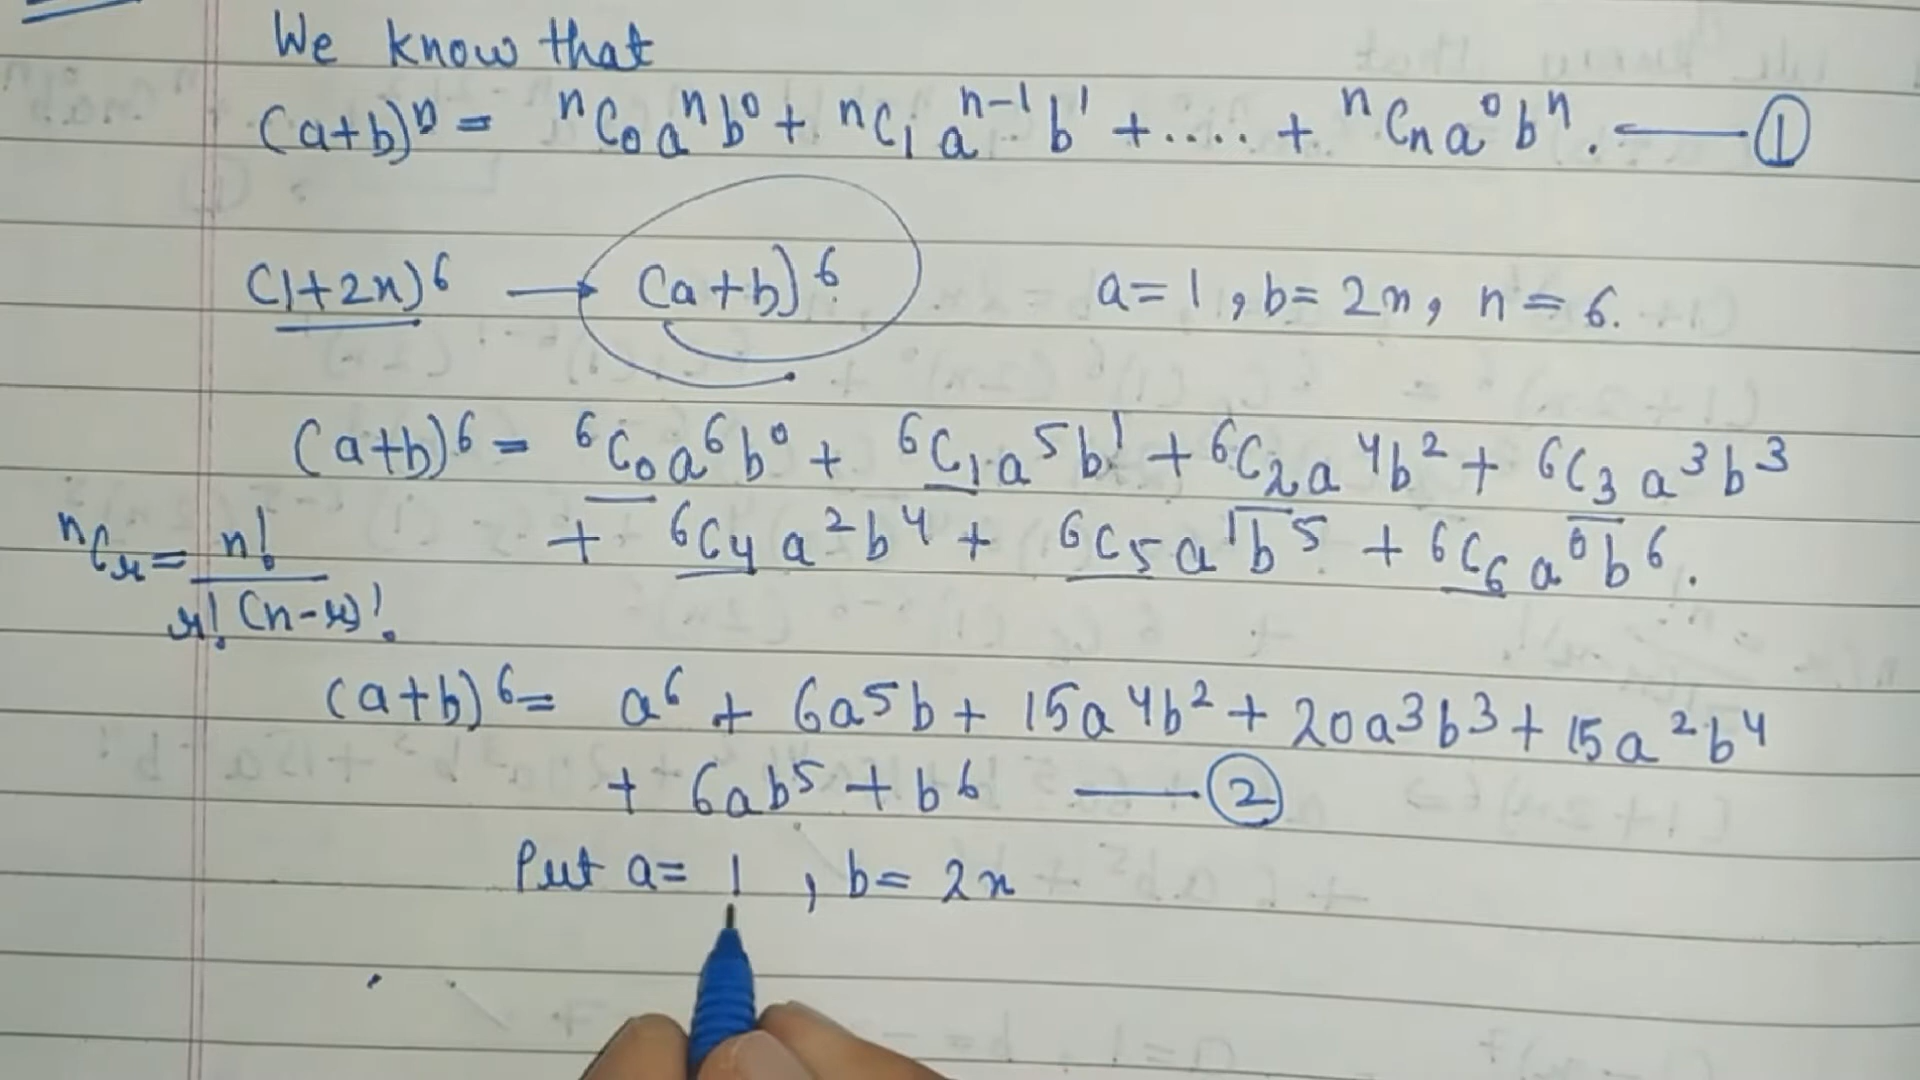 We know that
(a+b)ⁿ = ⁿC₀aⁿb⁰ + ⁿC₁aⁿ⁻¹b¹ + .... + ⁿCₙa⁰bⁿ. —— ①
(1+2x)⁶ → (a+b)⁶ a=1, b=2x, n=6.
(a+b)⁶ = ⁶C₀a⁶b⁰ + ⁶C₁a⁵b¹ + ⁶C₂a⁴b² + ⁶C₃a³b³
+ ⁶C₄a²b⁴ + ⁶C₅a¹b⁵ + ⁶C₆a⁰b⁶.
ⁿCᵣ = n! / r!(n-r)!.
(a+b)⁶ = a⁶ + 6a⁵b + 15a⁴b² + 20a³b³ + 15a²b⁴
+ 6ab⁵ + b⁶ —— ②
Put a = 1, b = 2x